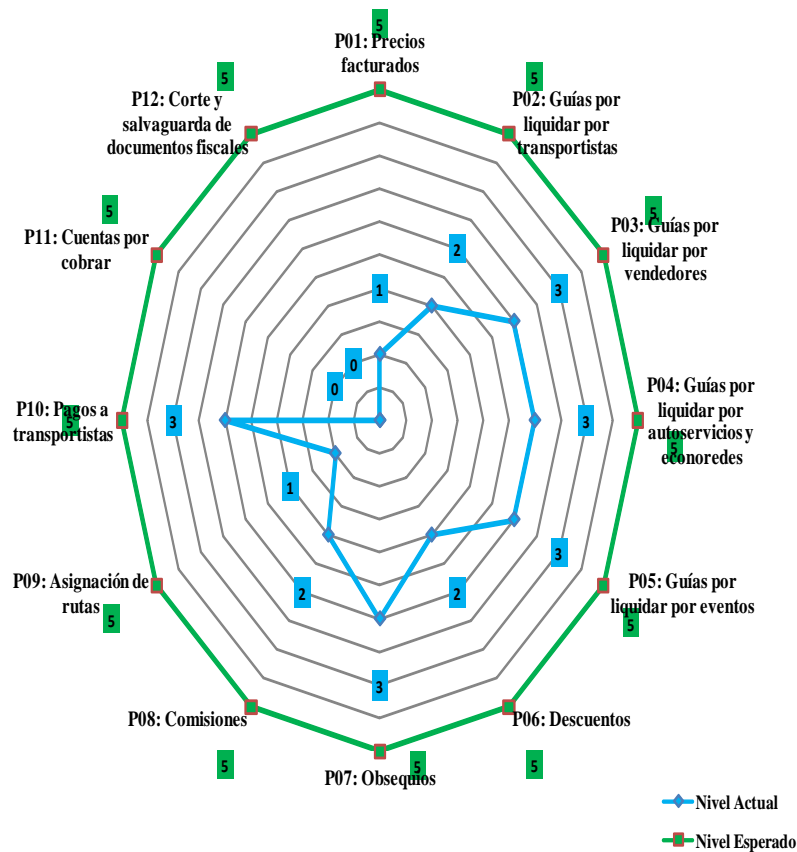 5
P01: Precios
facturados
5
P02: Guías por
liquidar por
transportistas
5
P03: Guías por
liquidar por
vendedores
5
P04: Guías por
liquidar por
autoservicios y
econoredes
5
P05: Guías por
liquidar por eventos
5
P06: Descuentos
5
P07: Obsequios
5
P08: Comisiones
5
P09: Asignación de
rutas
5
P10: Pagos a
transportistas
5
P11: Cuentas por
cobrar
5
P12: Corte y
salvaguarda de
documentos fiscales
5
1
2
3
3
3
2
3
2
1
3
0
0
Nivel Actual
Nivel Esperado